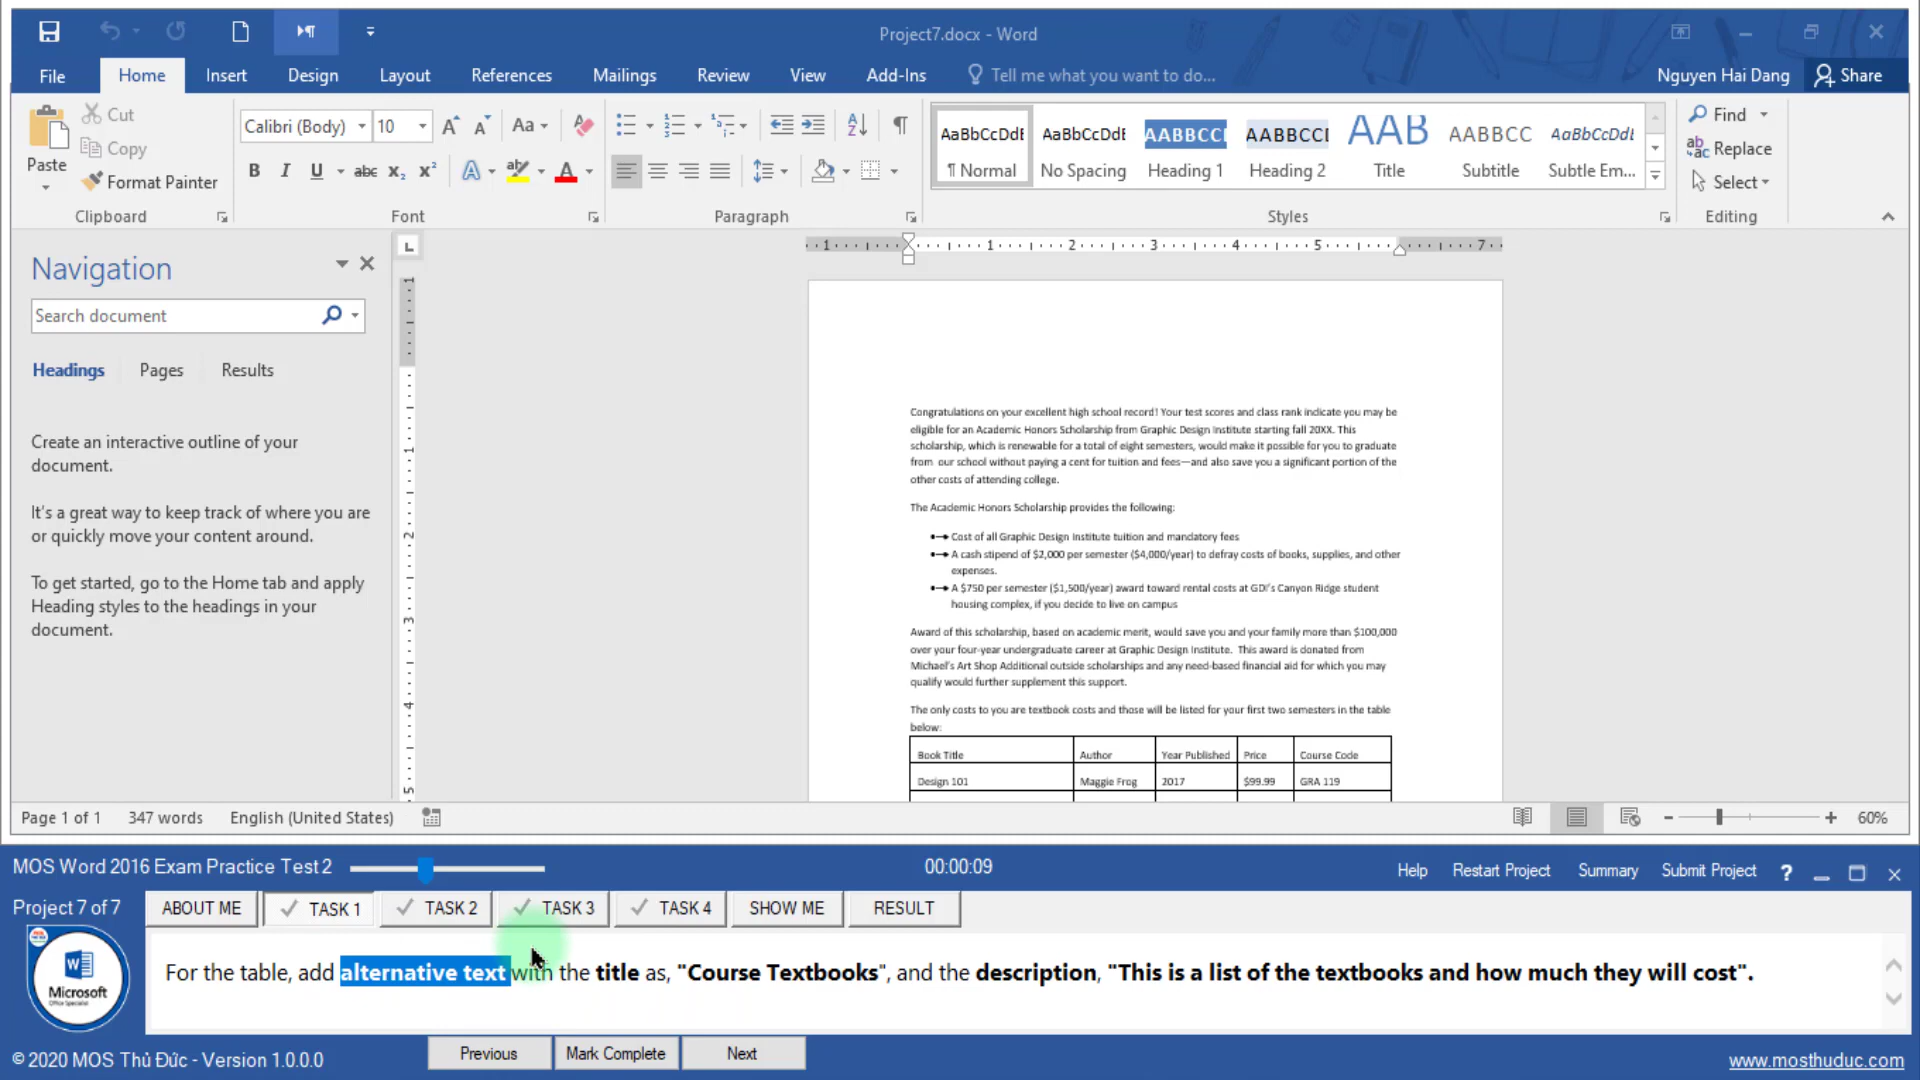 Project7.docx - Word
File
Home
Insert
Design
Layout
References
Mailings
Review
View
Add-Ins
Tell me what you want to do...
Nguyen Hai Dang
Share
Paste
Cut
Copy
Format Painter
Clipboard
Calibri (Body)
10
Font
Paragraph
AaBbCcDdE
¶ Normal
AaBbCcDdE
No Spacing
AABBCCI
Heading 1
AABBCCI
Heading 2
AAB
Title
AABBCC
Subtitle
AaBbCcDdE
Subtle Em...
Styles
Find
Replace
Select
Editing
Navigation
Search document
Headings
Pages
Results
Create an interactive outline of your
document.
It's a great way to keep track of where you are
or quickly move your content around.
To get started, go to the Home tab and apply
Heading styles to the headings in your
document.
1 1 2 3 4 5 7
1 1 2 3 4 5
Congratulations on your excellent high school record! Your test scores and class rank indicate you may be
eligible for an Academic Honors Scholarship from Graphic Design Institute starting fall 20XX. This
scholarship, which is renewable for a total of eight semesters, would make it possible for you to graduate
from our school without paying a cent for tuition and fees—and also save you a significant portion of the
other costs of attending college.
The Academic Honors Scholarship provides the following:
Cost of all Graphic Design Institute tuition and mandatory fees
A cash stipend of $2,000 per semester ($4,000/year) to defray costs of books, supplies, and other
expenses.
A $750 per semester ($1,500/year) award toward rental costs at GDI's Canyon Ridge student
housing complex, if you decide to live on campus
Award of this scholarship, based on academic merit, would save you and your family more than $100,000
over your four-year undergraduate career at Graphic Design Institute. This award is donated from
Michael's Art Shop Additional outside scholarships and any need-based financial aid for which you may
qualify would further supplement this support.
The only costs to you are textbook costs and those will be listed for your first two semesters in the table
below:
Book Title Author Year Published Price Course Code
Design 101 Maggie Frog 2017 $99.99 GRA 119
Page 1 of 1
347 words
English (United States)
60%
MOS Word 2016 Exam Practice Test 2
00:00:09
Help
Restart Project
Summary
Submit Project
Project 7 of 7
ABOUT ME
TASK 1
TASK 2
TASK 3
TASK 4
SHOW ME
RESULT
Microsoft
Office Specialist
For the table, add alternative text with the title as, "Course Textbooks", and the description, "This is a list of the textbooks and how much they will cost".
© 2020 MOS Thủ Đức - Version 1.0.0.0
Previous
Mark Complete
Next
www.mosthuduc.com